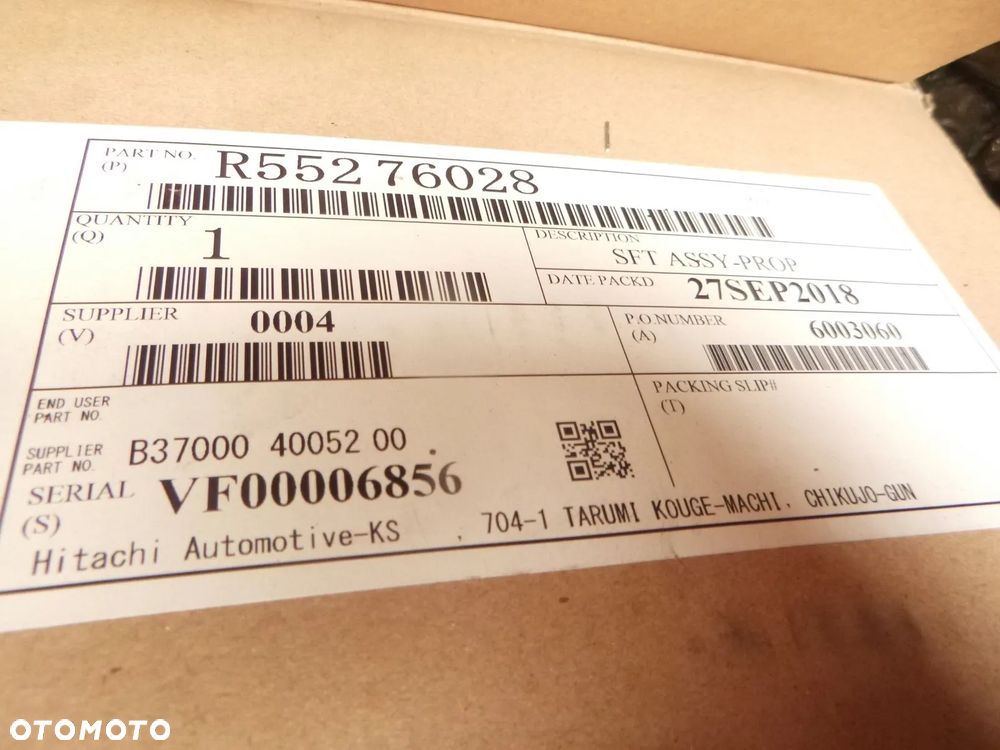 PART NO. R552 76028
(P)
QUANTITY
(Q) 1
DESCRIPTION
SFT ASSY-PROP
DATE PACKD 27SEP2018
SUPPLIER 0004
(V)
P.O.NUMBER 6003060
(A)
PACKING SLIP#
(T)
END USER
PART NO.
SUPPLIER
PART NO. B37000 40052 00
SERIAL VF00006856
(S)
Hitachi Automotive-KS , 704-1 TARUMI KOUGE-MACHI, CHIKUJO-GUN
OTOMOTO